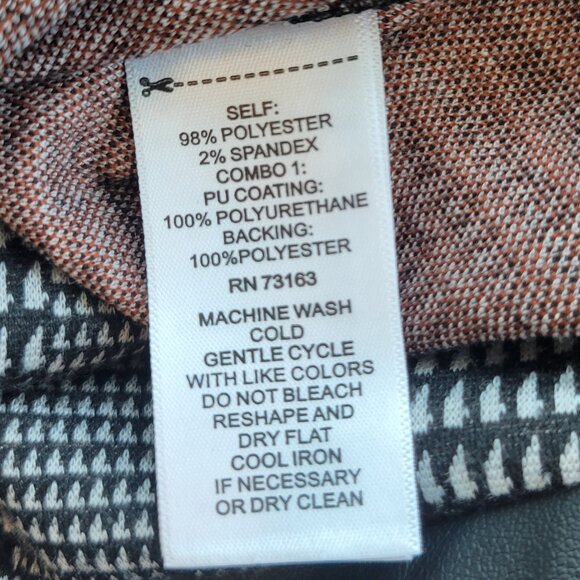 SELF:
98% POLYESTER
2% SPANDEX
COMBO 1:
PU COATING:
100% POLYURETHANE
BACKING:
100%POLYESTER
RN 73163
MACHINE WASH
COLD
GENTLE CYCLE
WITH LIKE COLORS
DO NOT BLEACH
RESHAPE AND
DRY FLAT
COOL IRON
IF NECESSARY
OR DRY CLEAN